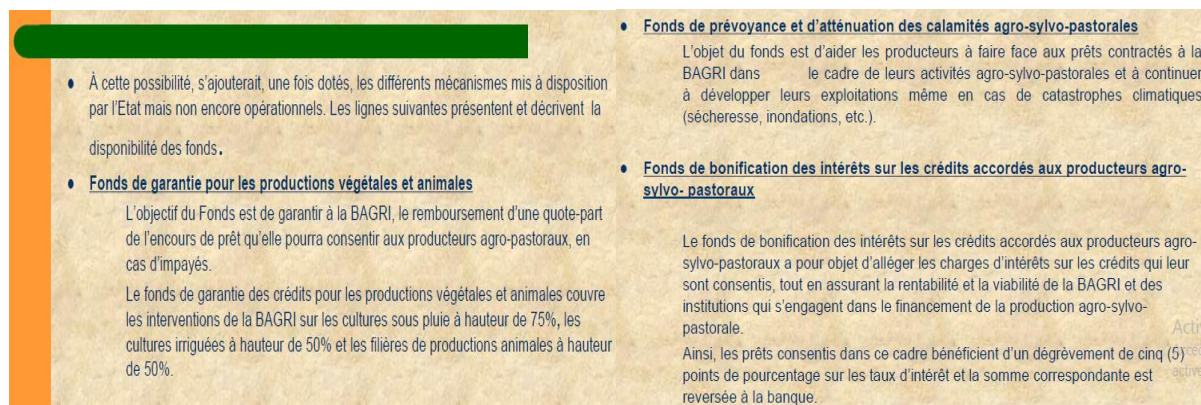 ● À cette possibilité, s'ajouterait, une fois dotés, les différents mécanismes mis à disposition
par l'Etat mais non encore opérationnels. Les lignes suivantes présentent et décrivent la
disponibilité des fonds.
● Fonds de garantie pour les productions végétales et animales
L'objectif du Fonds est de garantir à la BAGRI, le remboursement d'une quote-part
de l'encours de prêt qu'elle pourra consentir aux producteurs agro-pastoraux, en
cas d'impayés.
Le fonds de garantie des crédits pour les productions végétales et animales couvre
les interventions de la BAGRI sur les cultures sous pluie à hauteur de 75%, les
cultures irriguées à hauteur de 50% et les filières de productions animales à hauteur
de 50%.
● Fonds de prévoyance et d'atténuation des calamités agro-sylvo-pastorales
L'objet du fonds est d'aider les producteurs à faire face aux prêts contractés à la
BAGRI dans le cadre de leurs activités agro-sylvo-pastorales et à continuer
à développer leurs exploitations même en cas de catastrophes climatiques
(sécheresse, inondations, etc.).
● Fonds de bonification des intérêts sur les crédits accordés aux producteurs agro-
sylvo- pastoraux
Le fonds de bonification des intérêts sur les crédits accordés aux producteurs agro-
sylvo-pastoraux a pour objet d'alléger les charges d'intérêts sur les crédits qui leur
sont consentis, tout en assurant la rentabilité et la viabilité de la BAGRI et des
institutions qui s'engagent dans le financement de la production agro-sylvo-
pastorale.
Ainsi, les prêts consentis dans ce cadre bénéficient d'un dégrèvement de cinq (5)
points de pourcentage sur les taux d'intérêt et la somme correspondante est
reversée à la banque.